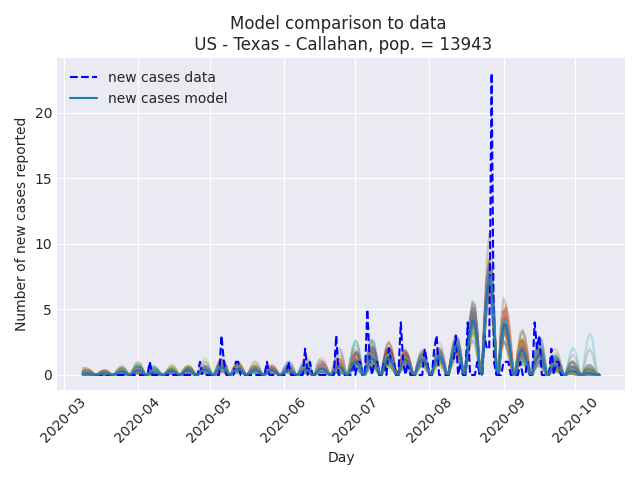 Model comparison to data
US - Texas - Callahan, pop. = 13943
new cases data
new cases model
Number of new cases reported
20
15
10
5
0
2020-03
2020-04
2020-05
2020-06
2020-07
2020-08
2020-09
2020-10
Day